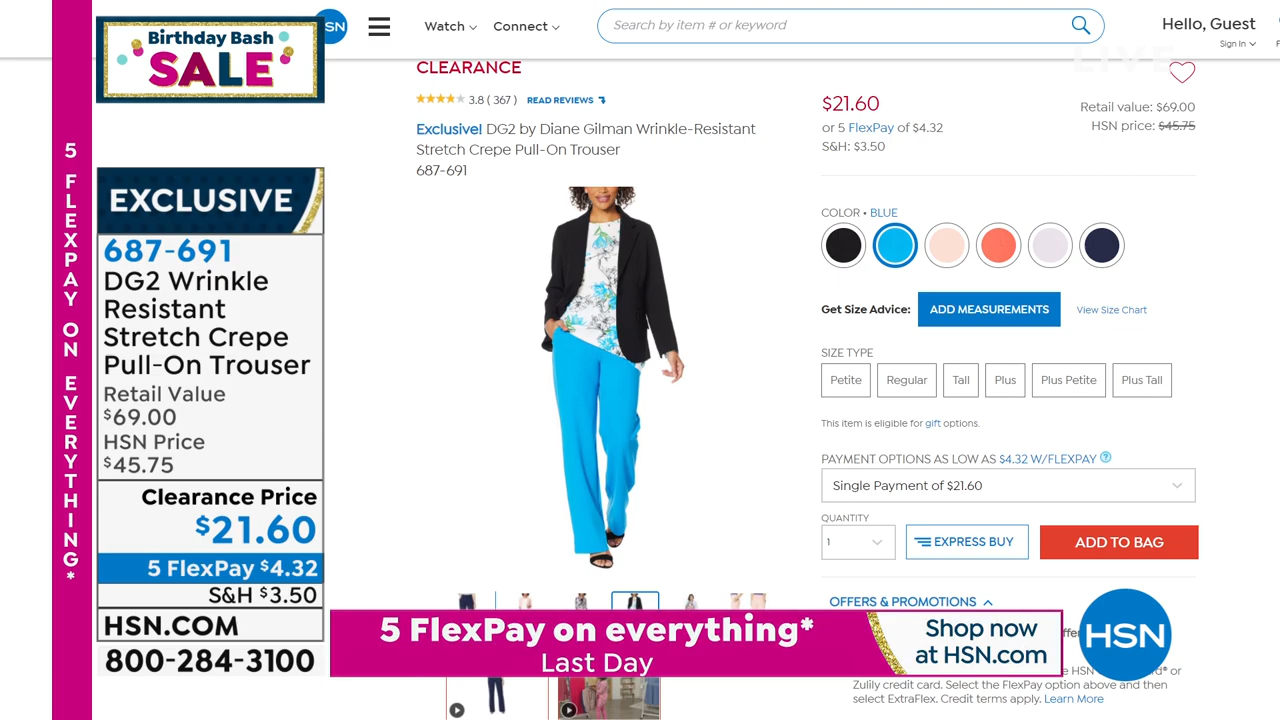 Birthday Bash
SALE
SN
Watch
Connect
Search by item # or keyword
Hello, Guest
Sign In
LIVE
5 FLEXPAY ON EVERYTHING*
EXCLUSIVE
687-691
DG2 Wrinkle
Resistant
Stretch Crepe
Pull-On Trouser
Retail Value
$69.00
HSN Price
$45.75
Clearance Price
$21.60
5 FlexPay $4.32
S&H $3.50
HSN.COM
800-284-3100
CLEARANCE
3.8 ( 367 ) READ REVIEWS
Exclusive! DG2 by Diane Gilman Wrinkle-Resistant
Stretch Crepe Pull-On Trouser
687-691
$21.60
Retail value: $69.00
or 5 FlexPay of $4.32
HSN price: $45.75
S&H: $3.50
COLOR • BLUE
Get Size Advice: ADD MEASUREMENTS View Size Chart
SIZE TYPE
Petite Regular Tall Plus Plus Petite Plus Tall
This item is eligible for gift options.
PAYMENT OPTIONS AS LOW AS $4.32 W/FLEXPAY ?
Single Payment of $21.60
QUANTITY
1 EXPRESS BUY ADD TO BAG
OFFERS & PROMOTIONS
5 FlexPay on everything*
Last Day
Shop now
at HSN.com
HSN
HSN or
Zulily credit card. Select the FlexPay option above and then
select ExtraFlex. Credit terms apply. Learn More